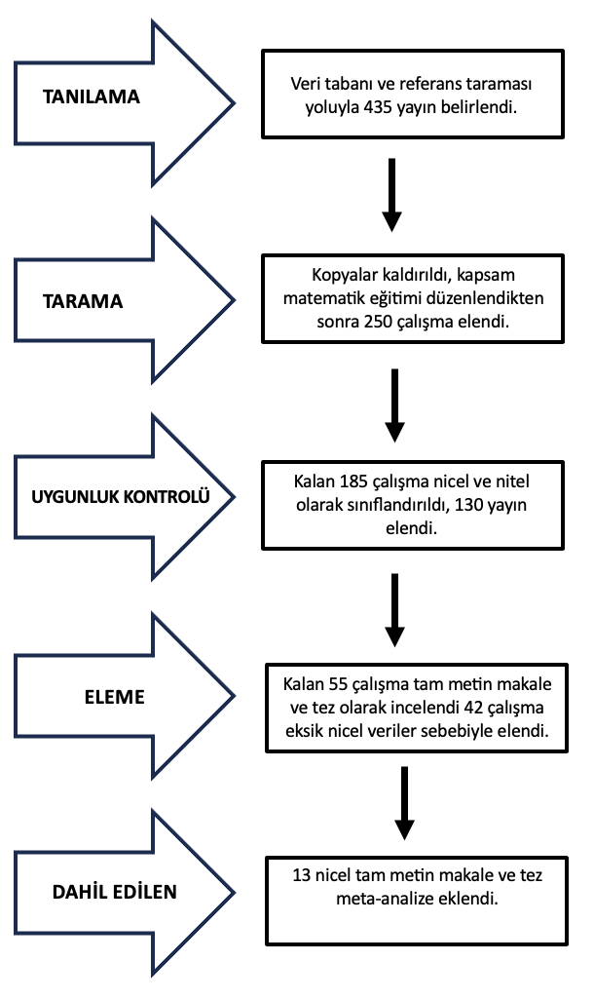 TANILAMA
Veri tabanı ve referans taraması
yoluyla 435 yayın belirlendi.
TARAMA
Kopyalar kaldırıldı, kapsam
matematik eğitimi düzenlendikten
sonra 250 çalışma elendi.
UYGUNLUK KONTROLÜ
Kalan 185 çalışma nicel ve nitel
olarak sınıflandırıldı, 130 yayın
elendi.
ELEME
Kalan 55 çalışma tam metin makale
ve tez olarak incelendi 42 çalışma
eksik nicel veriler sebebiyle elendi.
DAHİL EDİLEN
13 nicel tam metin makale ve tez
meta-analize eklendi.